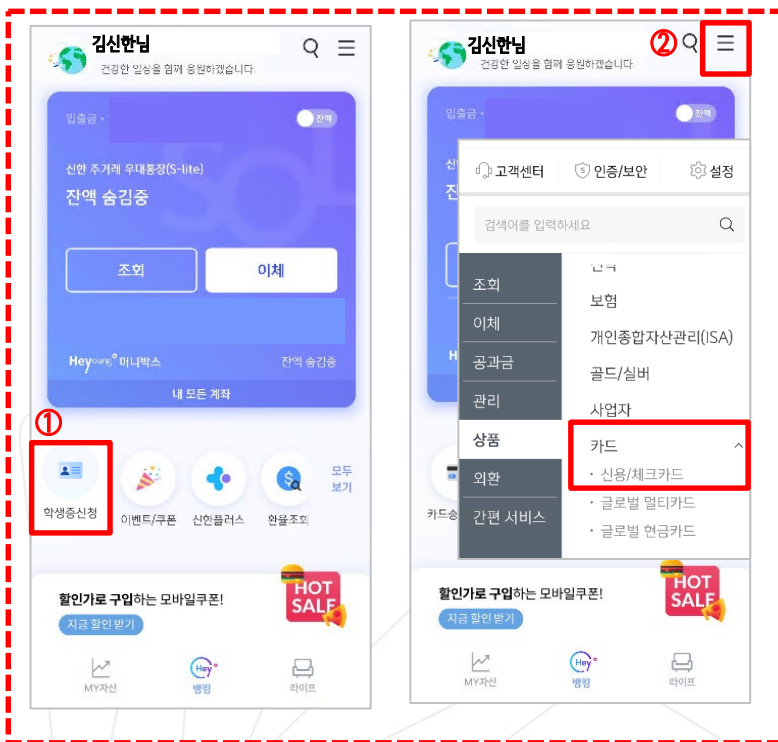 김신한님
건강한 일상을 함께 응원하겠습니다.
입출금 ·
잔액
신한 주거래 우대통장(S-lite)
잔액 숨김중
조회
이체
Heyoung 머니박스
잔액 숨김중
내 모든 계좌
①
학생증신청
이벤트/쿠폰
신한플러스
환율조회
모두
보기
할인가로 구입하는 모바일쿠폰!
지금 할인 받기
HOT
SALE
MY자산
Hey
뱅킹
라이프
김신한님
②
건강한 일상을 함께 응원하겠습니다.
입출금 ·
잔액
고객센터
인증/보안
설정
검색어를 입력하세요
조회
이체
공과금
관리
상품
외환
간편 서비스
보험
개인종합자산관리(ISA)
골드/실버
사업자
카드
· 신용/체크카드
· 글로벌 멀티카드
· 글로벌 현금카드
할인가로 구입하는 모바일쿠폰!
지금 할인 받기
HOT
SALE
MY자산
Hey
뱅킹
라이프